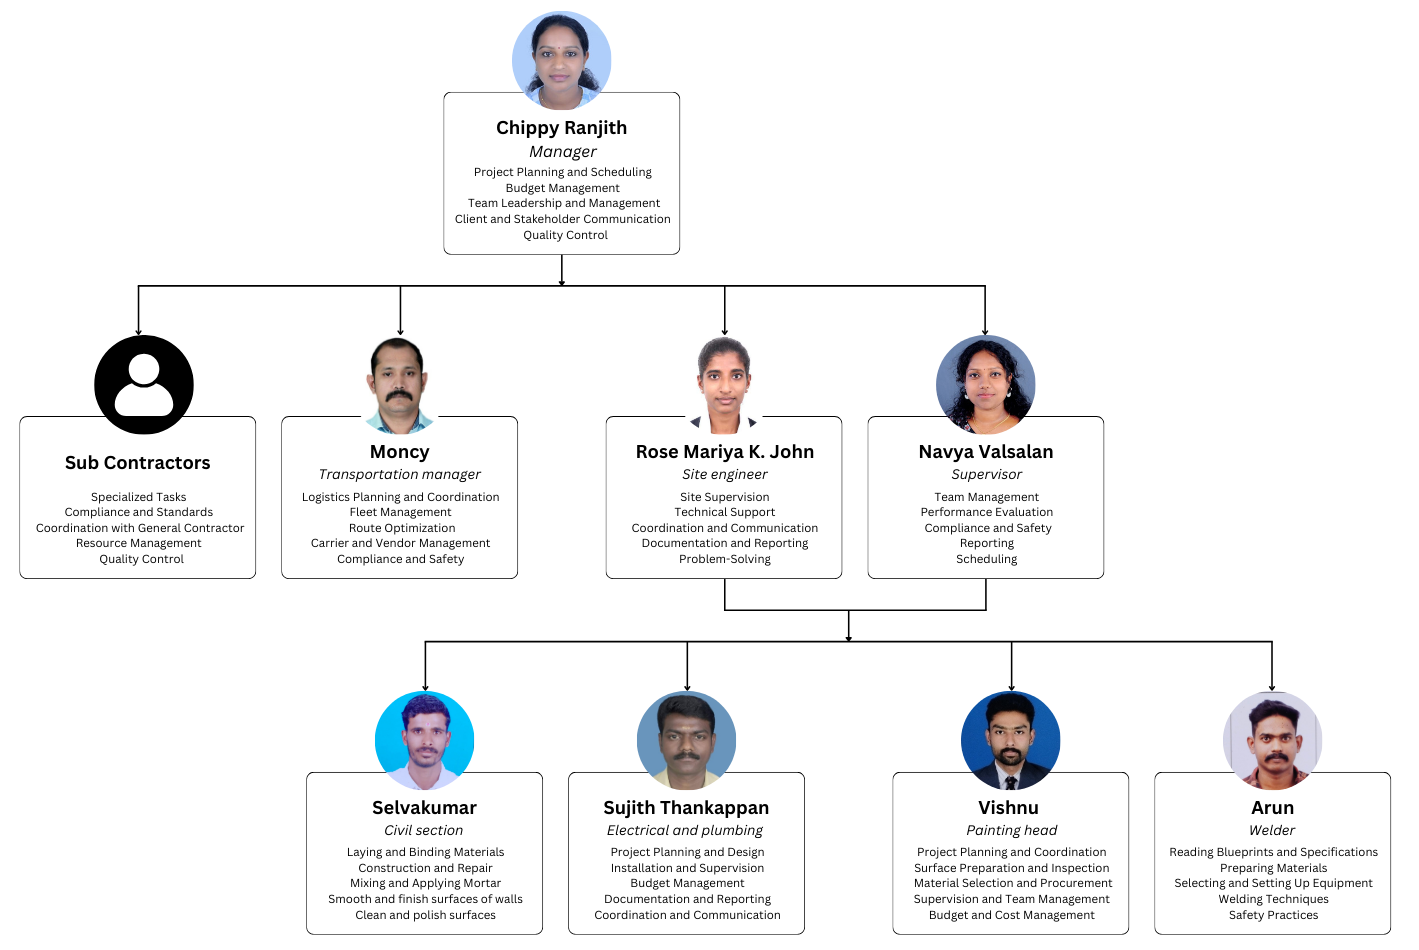 Chippy Ranjith
Manager
Project Planning and Scheduling
Budget Management
Team Leadership and Management
Client and Stakeholder Communication
Quality Control
Sub Contractors
Specialized Tasks
Compliance and Standards
Coordination with General Contractor
Resource Management
Quality Control
Moncy
Transportation manager
Logistics Planning and Coordination
Fleet Management
Route Optimization
Carrier and Vendor Management
Compliance and Safety
Rose Mariya K. John
Site engineer
Site Supervision
Technical Support
Coordination and Communication
Documentation and Reporting
Problem-Solving
Navya Valsalan
Supervisor
Team Management
Performance Evaluation
Compliance and Safety
Reporting
Scheduling
Selvakumar
Civil section
Laying and Binding Materials
Construction and Repair
Mixing and Applying Mortar
Smooth and finish surfaces of walls
Clean and polish surfaces
Sujith Thankappan
Electrical and plumbing
Project Planning and Design
Installation and Supervision
Budget Management
Documentation and Reporting
Coordination and Communication
Vishnu
Painting head
Project Planning and Coordination
Surface Preparation and Inspection
Material Selection and Procurement
Supervision and Team Management
Budget and Cost Management
Arun
Welder
Reading Blueprints and Specifications
Preparing Materials
Selecting and Setting Up Equipment
Welding Techniques
Safety Practices